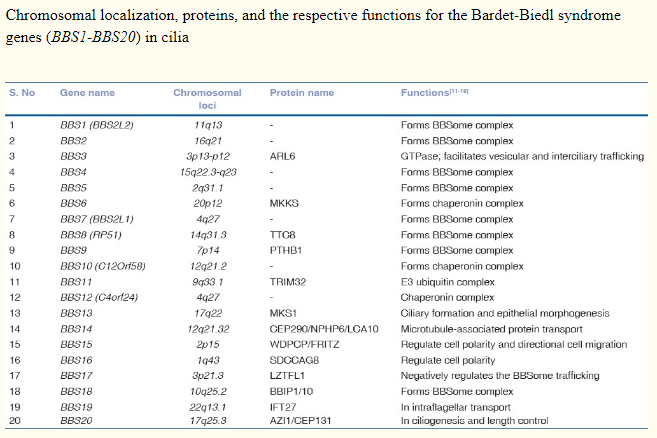 Chromosomal localization, proteins, and the respective functions for the Bardet-Biedl syndrome
genes (BBS1-BBS20) in cilia
S. No Gene name Chromosomal loci Protein name Functions[11-19]
1 BBS1 (BBS2L2) 11q13 - Forms BBSome complex
2 BBS2 16q21 - Forms BBSome complex
3 BBS3 3p13-p12 ARL6 GTPase; facilitates vesicular and interciliary trafficking
4 BBS4 15q22.3-q23 - Forms BBSome complex
5 BBS5 2q31.1 - Forms BBSome complex
6 BBS6 20p12 MKKS Forms chaperonin complex
7 BBS7 (BBS2L1) 4q27 - Forms BBSome complex
8 BBS8 (RP51) 14q31.3 TTC8 Forms BBSome complex
9 BBS9 7p14 PTHB1 Forms BBSome complex
10 BBS10 (C12Orf58) 12q21.2 - Forms chaperonin complex
11 BBS11 9q33.1 TRIM32 E3 ubiquitin complex
12 BBS12 (C4orf24) 4q27 - Chaperonin complex
13 BBS13 17q22 MKS1 Ciliary formation and epithelial morphogenesis
14 BBS14 12q21.32 CEP290/NPHP6/LCA10 Microtubule-associated protein transport
15 BBS15 2p15 WDPCP/FRITZ Regulate cell polarity and directional cell migration
16 BBS16 1q43 SDCCAG8 Regulate cell polarity
17 BBS17 3p21.3 LZTFL1 Negatively regulates the BBSome trafficking
18 BBS18 10q25.2 BBIP1/10 Forms BBSome complex
19 BBS19 22q13.1 IFT27 In intraflagellar transport
20 BBS20 17q25.3 AZI1/CEP131 In ciliogenesis and length control